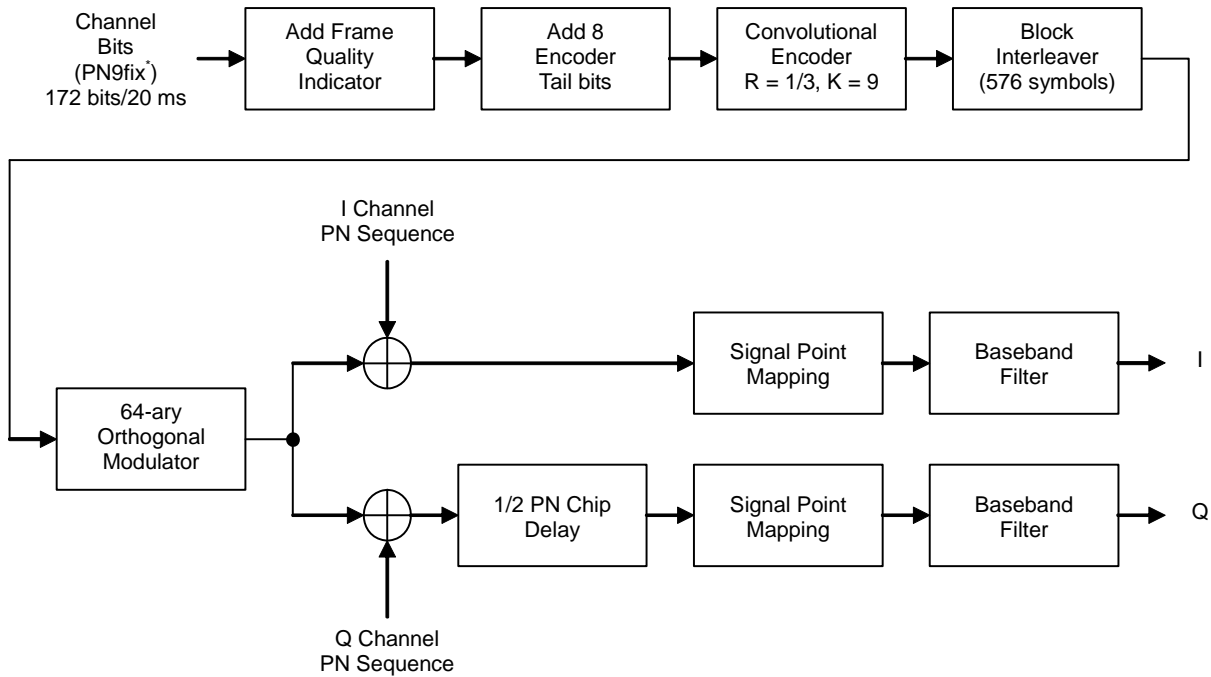 Channel
Bits
(PN9fix*)
172 bits/20 ms
Add Frame
Quality
Indicator
Add 8
Encoder
Tail bits
Convolutional
Encoder
R = 1/3, K = 9
Block
Interleaver
(576 symbols)
I Channel
PN Sequence
Signal Point
Mapping
Baseband
Filter
I
64-ary
Orthogonal
Modulator
1/2 PN Chip
Delay
Signal Point
Mapping
Baseband
Filter
Q
Q Channel
PN Sequence